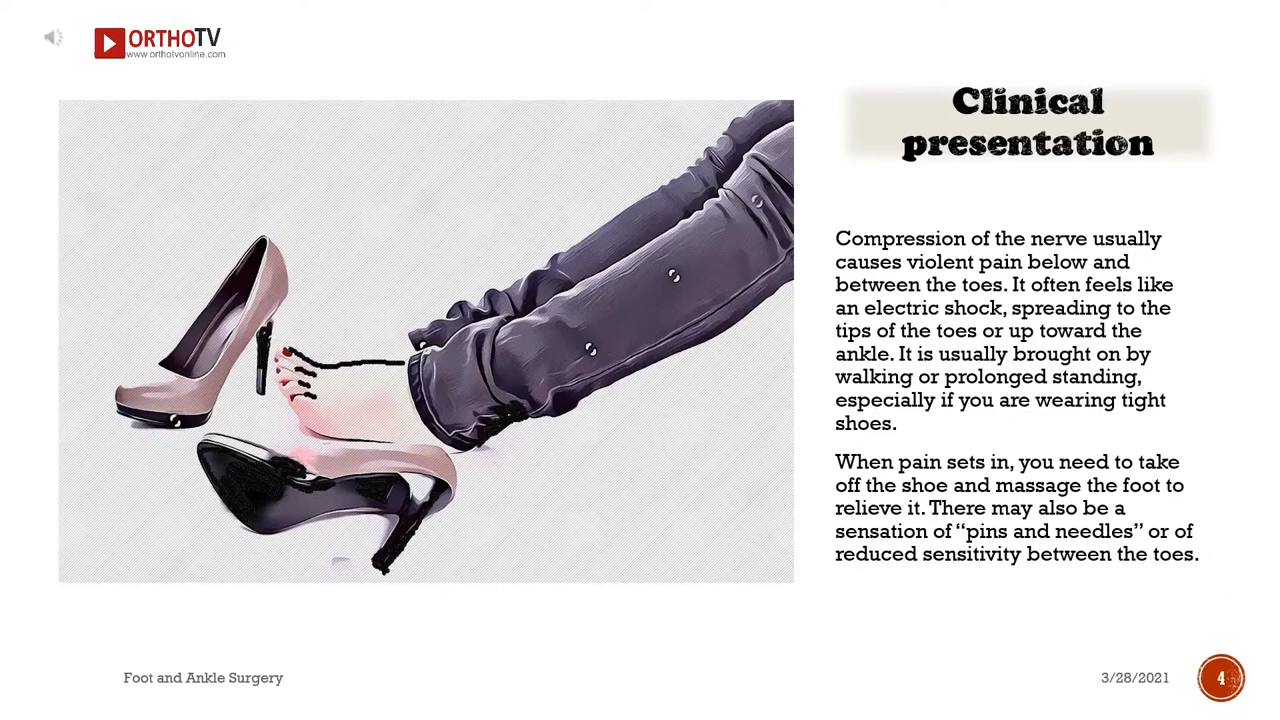 ORTHOTV
www.orthotvonline.com
Clinical
presentation
Compression of the nerve usually
causes violent pain below and
between the toes. It often feels like
an electric shock, spreading to the
tips of the toes or up toward the
ankle. It is usually brought on by
walking or prolonged standing,
especially if you are wearing tight
shoes.
When pain sets in, you need to take
off the shoe and massage the foot to
relieve it. There may also be a
sensation of “pins and needles” or of
reduced sensitivity between the toes.
Foot and Ankle Surgery
3/28/2021
4